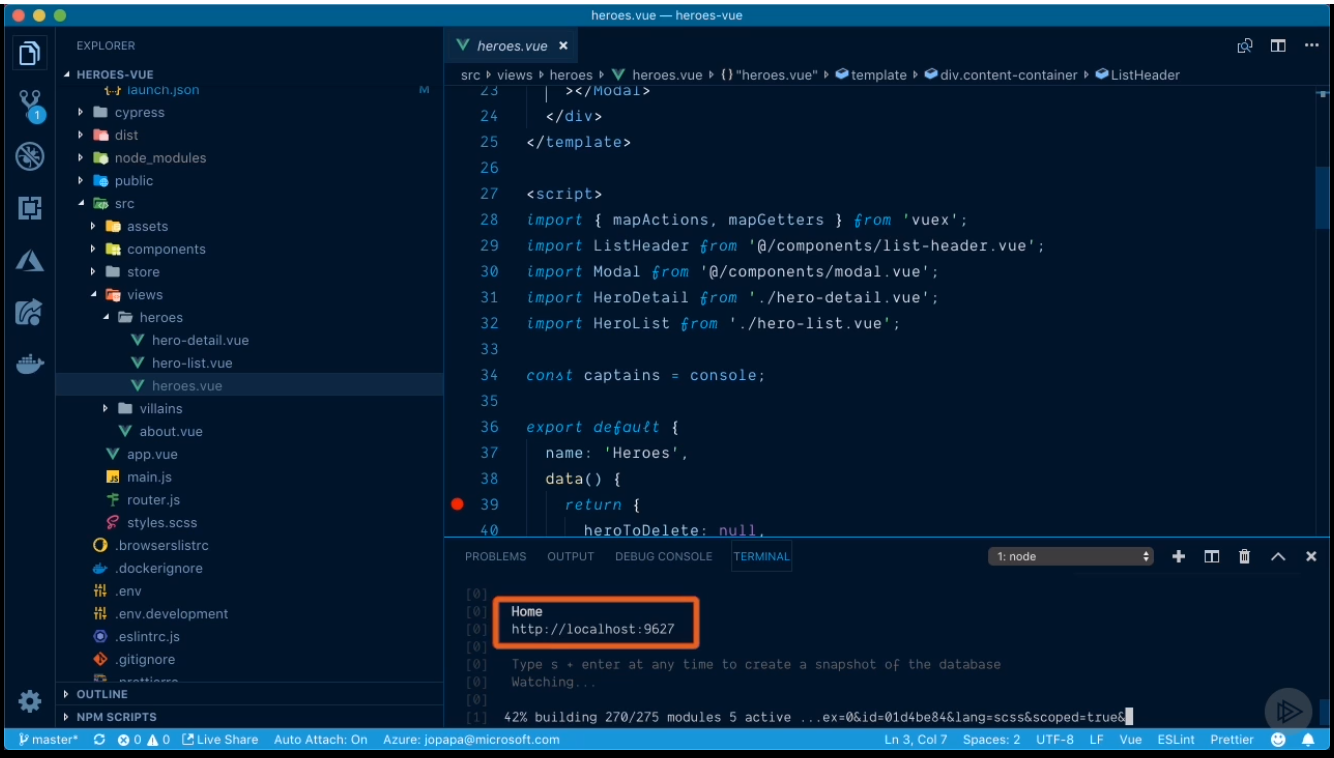 heroes.vue — heroes-vue
EXPLORER
HEROES-VUE
launch.json M
cypress
dist
node_modules
public
src
assets
components
store
views
heroes
hero-detail.vue
hero-list.vue
heroes.vue
villains
about.vue
app.vue
main.js
router.js
styles.scss
.browserslistrc
.dockerignore
.env
.env.development
.eslintrc.js
.gitignore
.prettierrc
OUTLINE
NPM SCRIPTS
1
heroes.vue ×
src views heroes heroes.vue {} "heroes.vue" template div.content-container ListHeader
23 ></Modal>
24 </div>
25 </template>
26
27 <script>
28 import { mapActions, mapGetters } from 'vuex';
29 import ListHeader from '@/components/list-header.vue';
30 import Modal from '@/components/modal.vue';
31 import HeroDetail from './hero-detail.vue';
32 import HeroList from './hero-list.vue';
33
34 const captains = console;
35
36 export default {
37 name: 'Heroes',
38 data() {
39 return {
40 heroToDelete: null,
PROBLEMS OUTPUT DEBUG CONSOLE TERMINAL 1: node
[0]
[0] Home
[0] http://localhost:9627
[0]
[0] Type s + enter at any time to create a snapshot of the database
[0] Watching...
[0]
[1] 42% building 270/275 modules 5 active ...ex=0&id=01d4be84&lang=scss&scoped=true&
master* 0 0 Live Share Auto Attach: On Azure: jopapa@microsoft.com Ln 3, Col 7 Spaces: 2 UTF-8 LF Vue ESLint Prettier